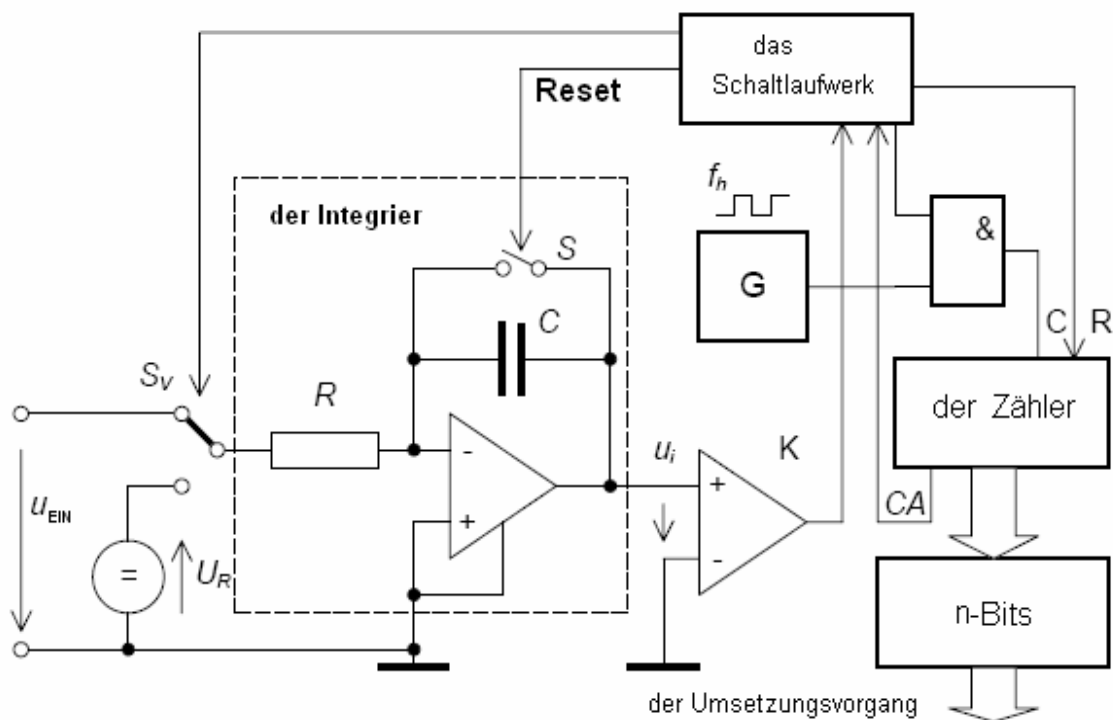 das
Schaltlaufwerk
Reset
der Integrier
f_h
S
&
G
C
C
R
S_V
R
der Zähler
u_i
K
-
+
+
-
CA
u_EIN
=
U_R
n-Bits
der Umsetzungsvorgang